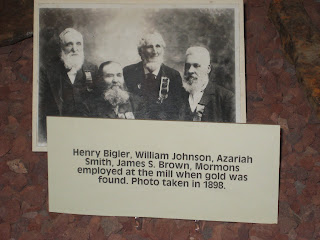 Henry Bigler, William Johnson, Azariah
Smith, James S. Brown, Mormons
employed at the mill when gold was
found. Photo taken in 1898.